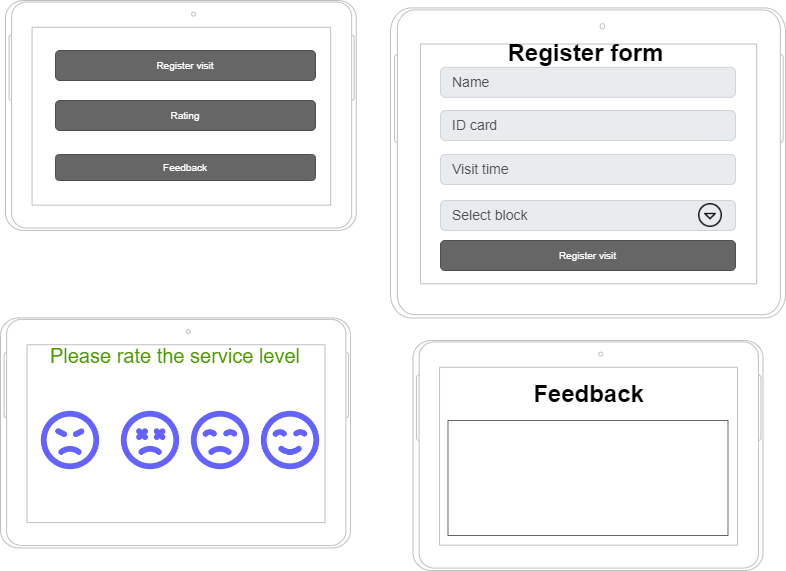 Register visit
Rating
Feedback
Register form
Name
ID card
Visit time
Select block
Register visit
Please rate the service level
Feedback